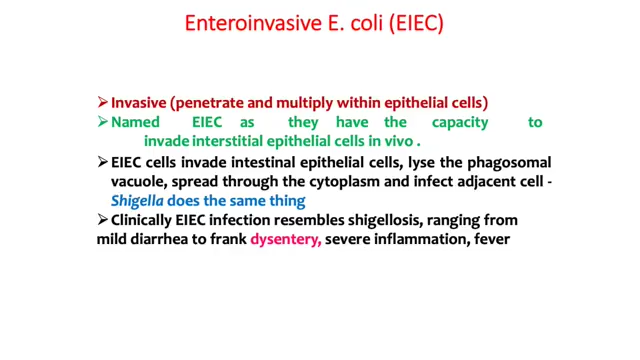 Enteroinvasive E. coli (EIEC)
➢Invasive (penetrate and multiply within epithelial cells)
➢Named EIEC as they have the capacity to
invade interstitial epithelial cells in vivo .
➢EIEC cells invade intestinal epithelial cells, lyse the phagosomal
vacuole, spread through the cytoplasm and infect adjacent cell -
Shigella does the same thing
➢Clinically EIEC infection resembles shigellosis, ranging from
mild diarrhea to frank dysentery, severe inflammation, fever